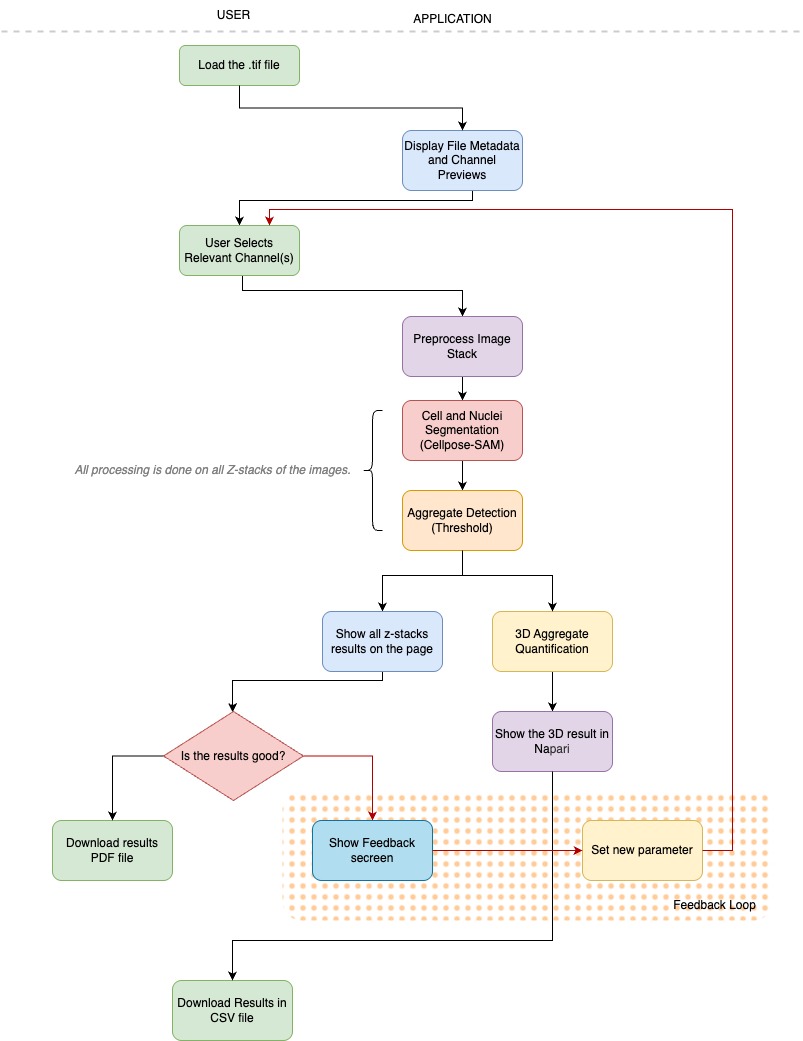 USER
APPLICATION
Load the .tif file
Display File Metadata
and Channel
Previews
User Selects
Relevant Channel(s)
Preprocess Image
Stack
Cell and Nuclei
Segmentation
(Cellpose-SAM)
All processing is done on all Z-stacks of the images.
Aggregate Detection
(Threshold)
Show all z-stacks
results on the page
3D Aggregate
Quantification
Show the 3D result in
Napari
Is the results good?
Download results
PDF file
Show Feedback
secreen
Set new parameter
Feedback Loop
Download Results in
CSV file